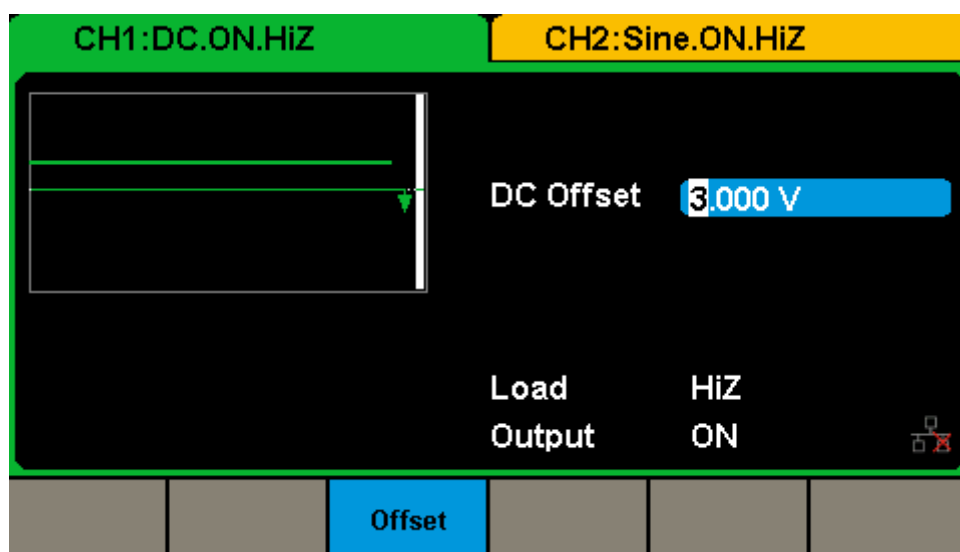 CH1:DC.ON.HiZ
CH2:Sine.ON.HiZ
DC Offset 3.000 V
Load HiZ
Output ON
Offset